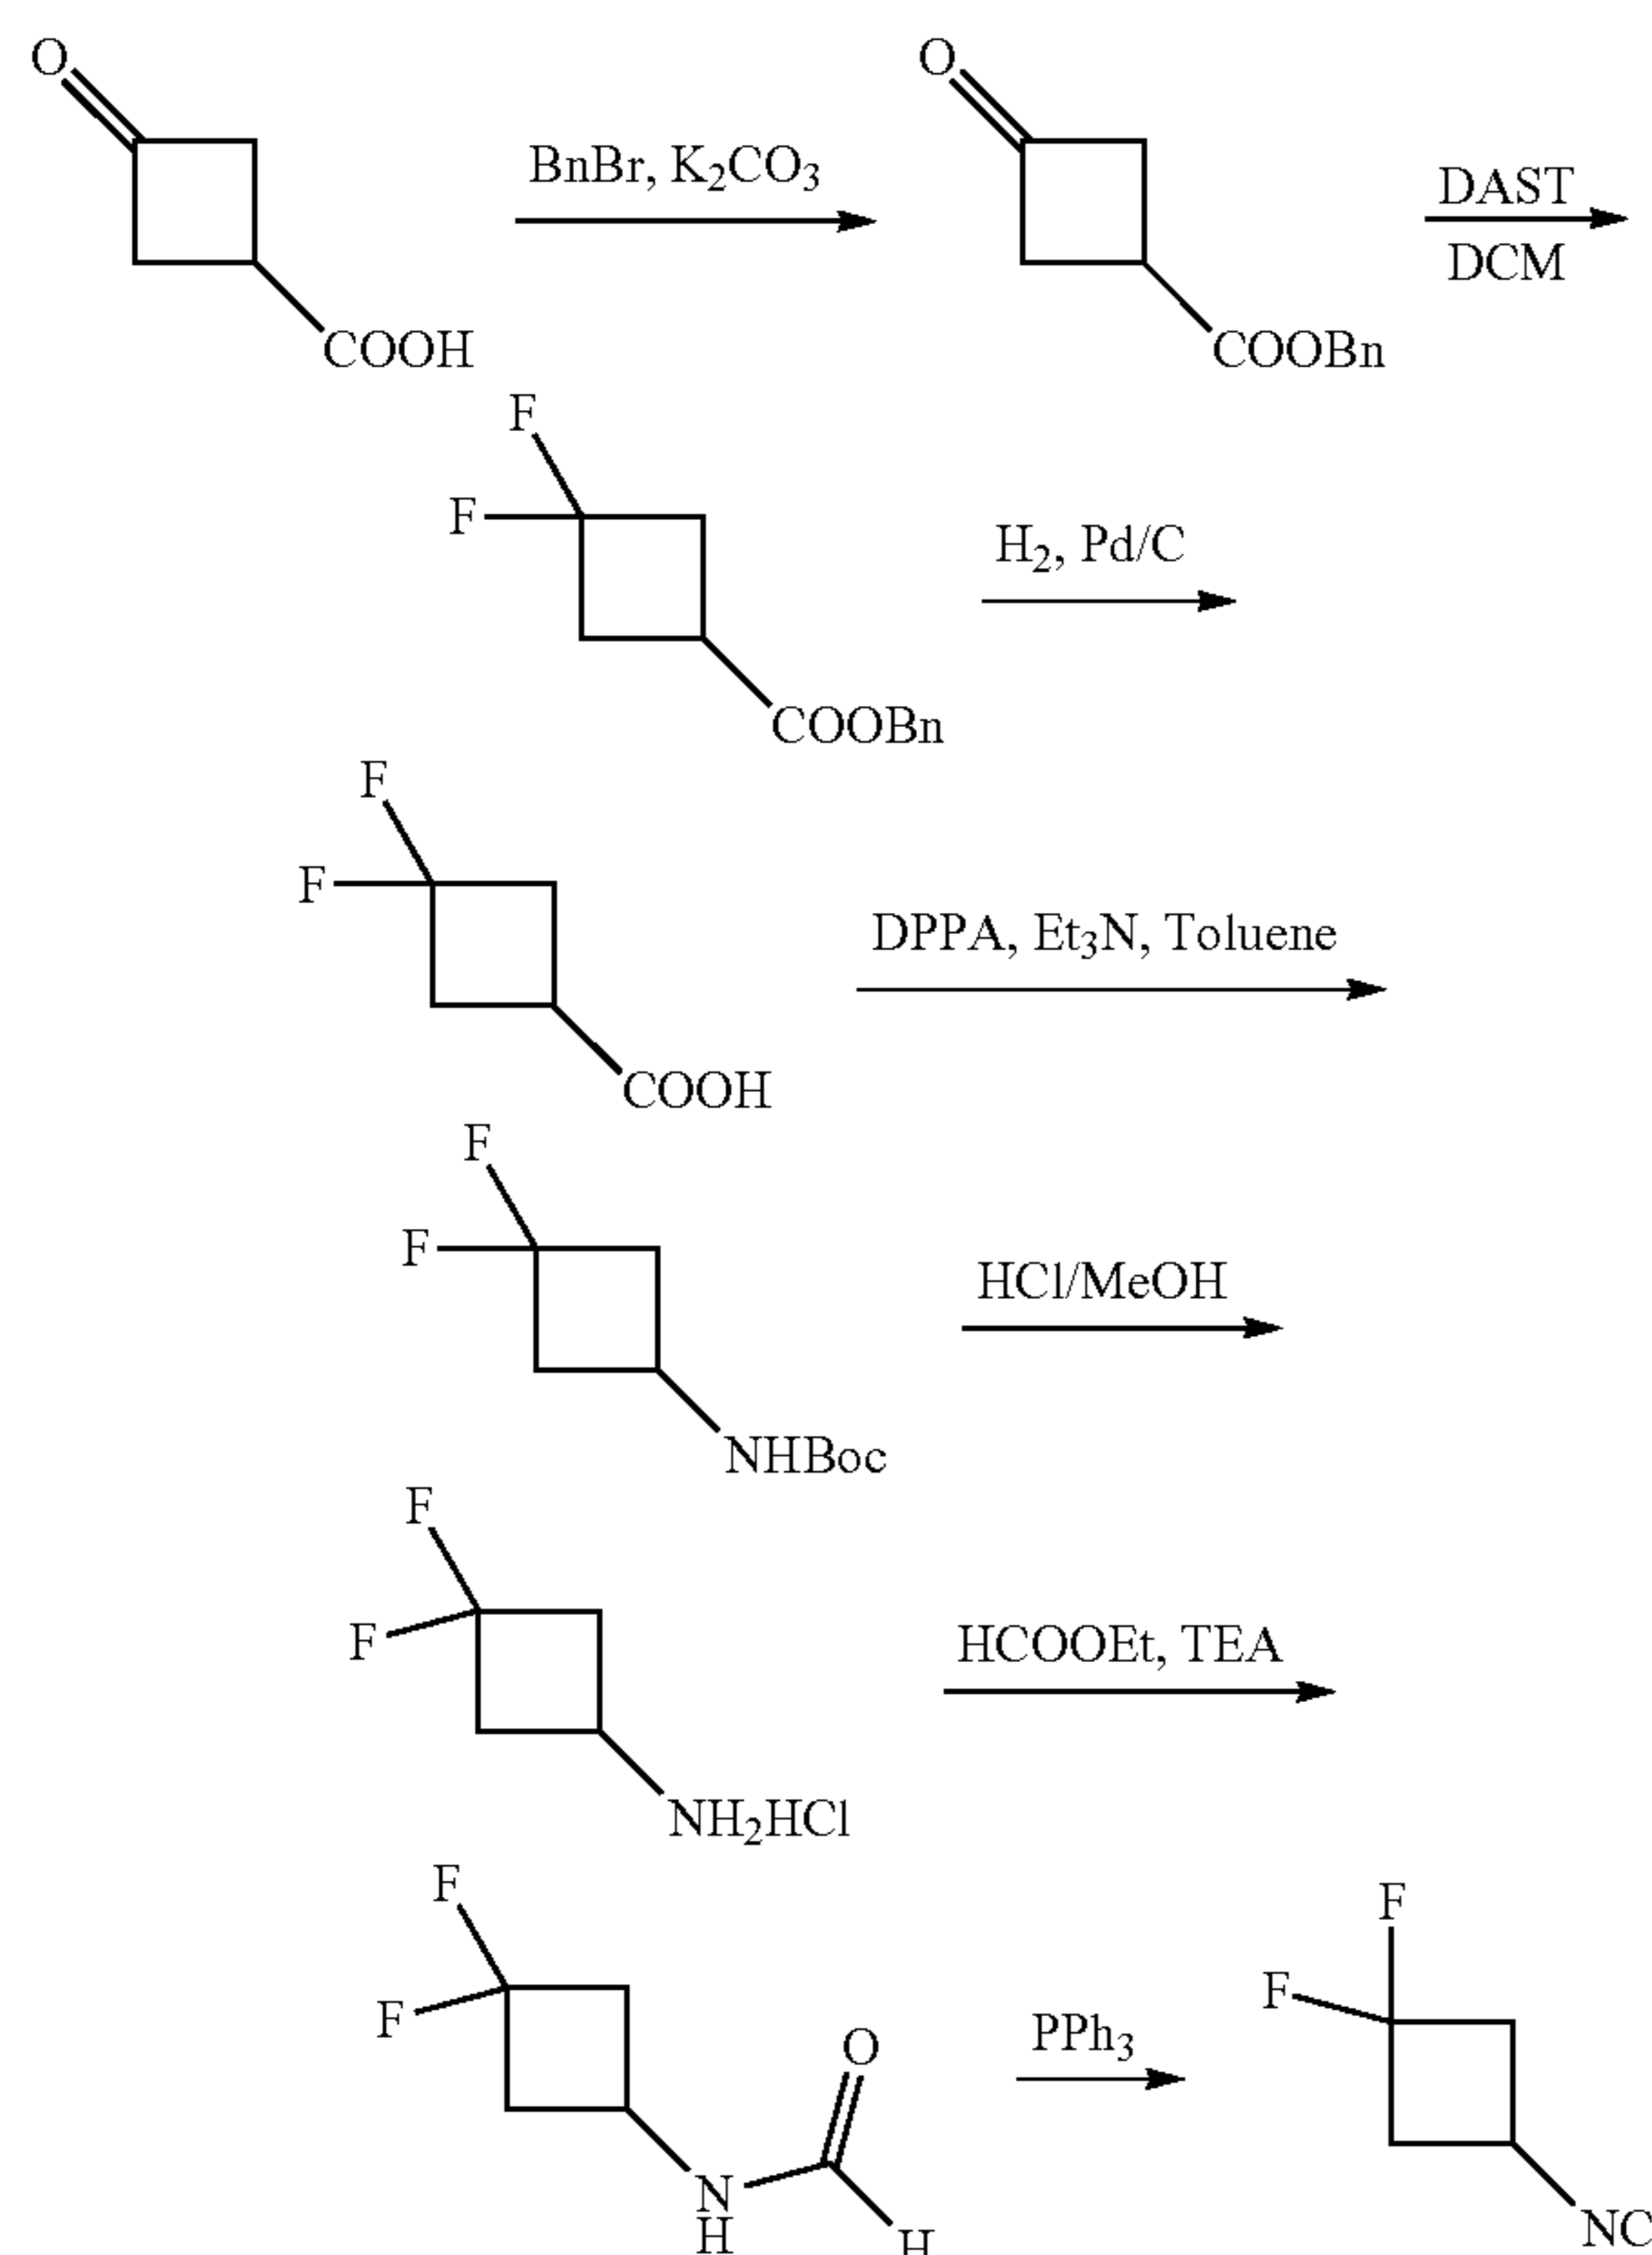 O
O
BnBr, K₂CO₃
DAST
DCM
COOH
COOBn
F
F
H₂, Pd/C
COOBn
F
F
DPPA, Et₃N, Toluene
COOH
F
F
HCl/MeOH
NHBoc
F
F
HCOOEt, TEA
NH₂HCl
F
F
F
F
O
PPh₃
N
H
H
NC